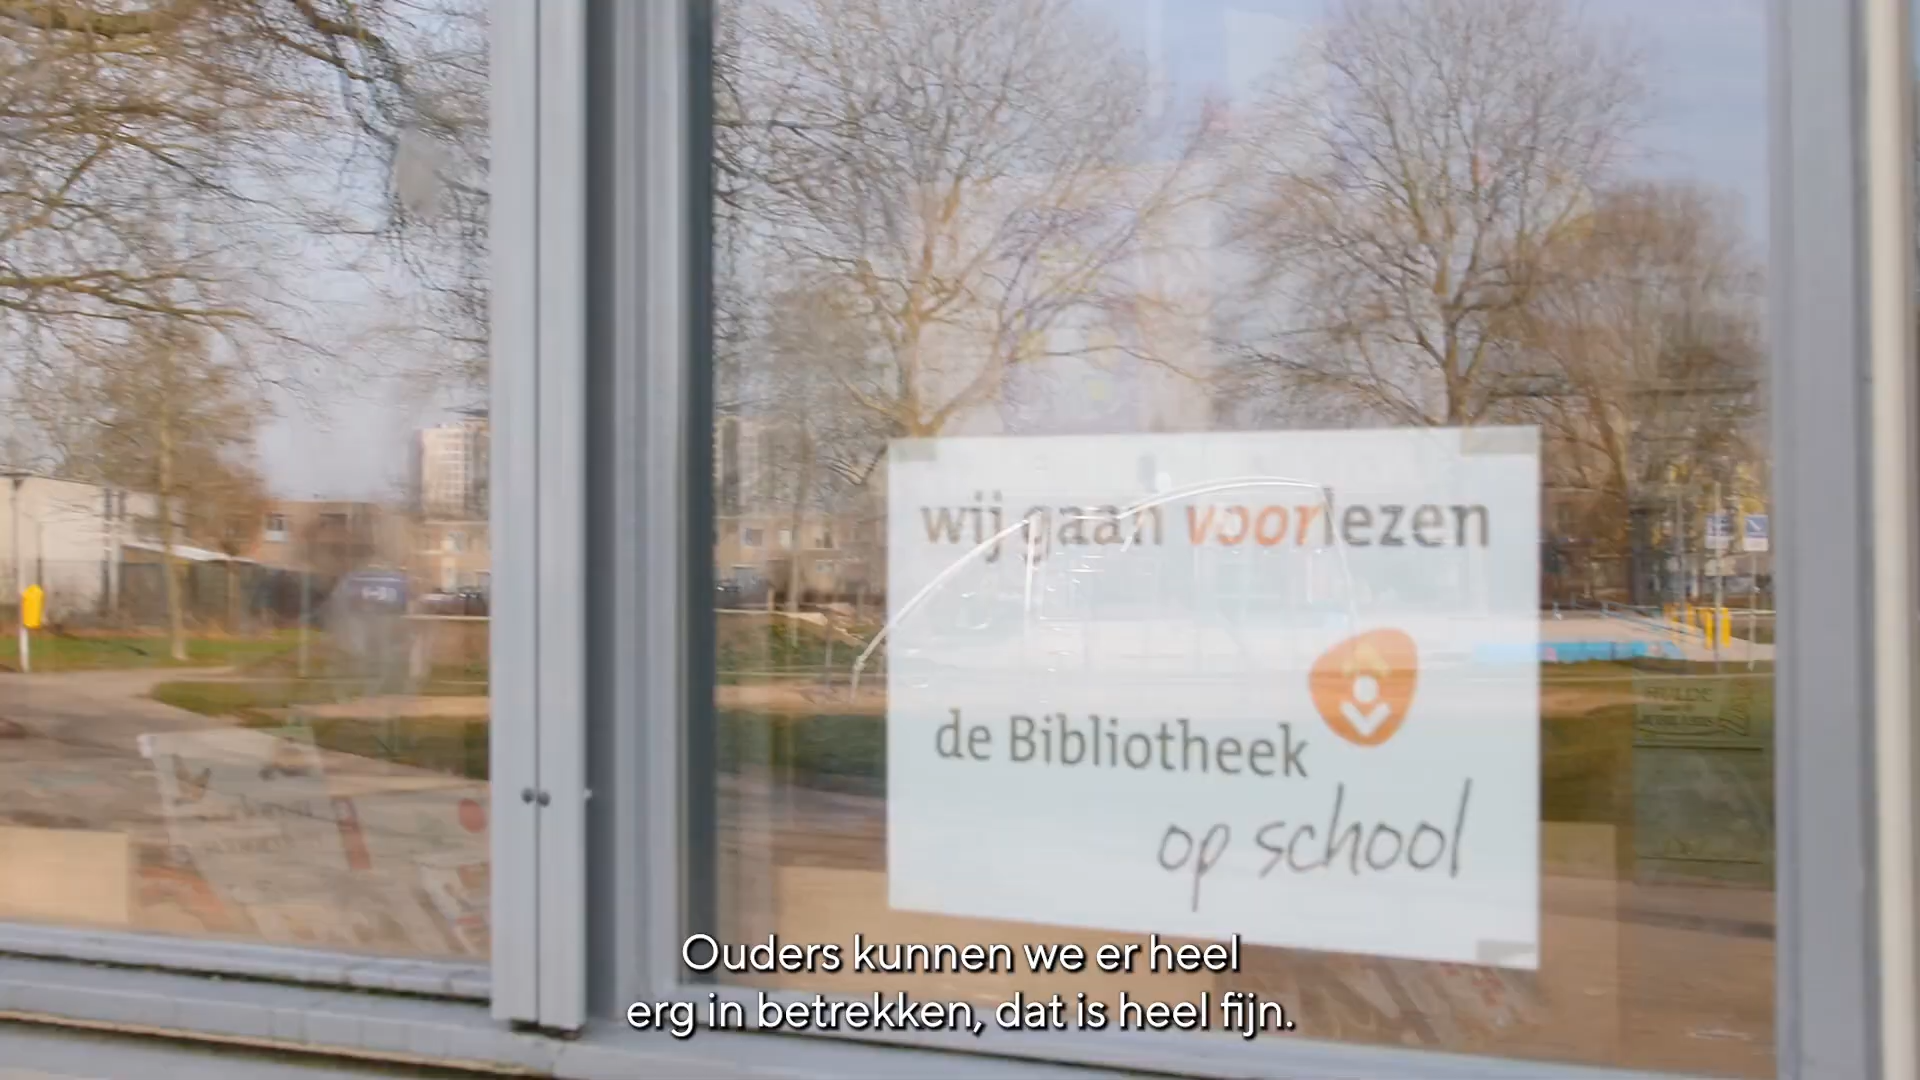 wij gaan voorlezen
de Bibliotheek
op school
Ouders kunnen we er heel
erg in betrekken, dat is heel fijn.